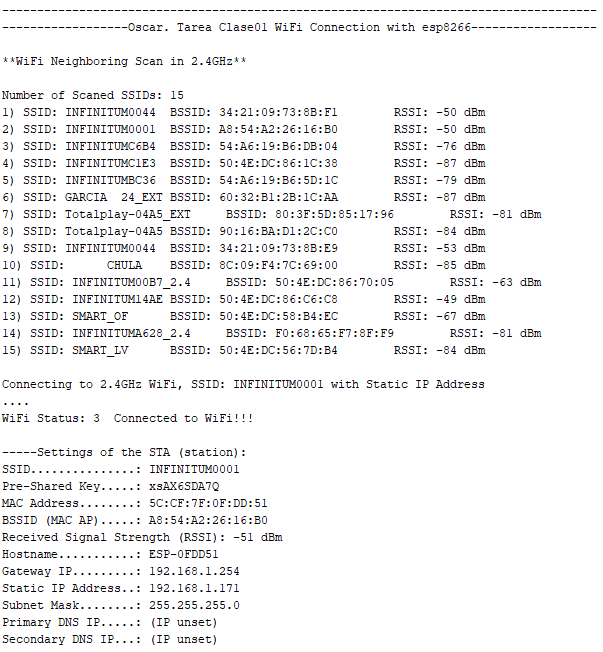 -------------------------------------------------------------------------------------
------------------Oscar. Tarea Clase01 WiFi Connection with esp8266------------------
**WiFi Neighboring Scan in 2.4GHz**
Number of Scaned SSIDs: 15
1) SSID: INFINITUM0044  BSSID: 34:21:09:73:8B:F1        RSSI: -50 dBm
2) SSID: INFINITUM0001  BSSID: A8:54:A2:26:16:B0        RSSI: -50 dBm
3) SSID: INFINITUMC6B4  BSSID: 54:A6:19:B6:DB:04        RSSI: -76 dBm
4) SSID: INFINITUMC1E3  BSSID: 50:4E:DC:86:1C:38        RSSI: -87 dBm
5) SSID: INFINITUMBC36  BSSID: 54:A6:19:B6:5D:1C        RSSI: -79 dBm
6) SSID: GARCIA  24_EXT BSSID: 60:32:B1:2B:1C:AA        RSSI: -87 dBm
7) SSID: Totalplay-04A5_EXT     BSSID: 80:3F:5D:85:17:96        RSSI: -81 dBm
8) SSID: Totalplay-04A5 BSSID: 90:16:BA:D1:2C:C0        RSSI: -84 dBm
9) SSID: INFINITUM0044  BSSID: 34:21:09:73:8B:E9        RSSI: -53 dBm
10) SSID:      CHULA    BSSID: 8C:09:F4:7C:69:00        RSSI: -85 dBm
11) SSID: INFINITUM00B7_2.4     BSSID: 50:4E:DC:86:70:05        RSSI: -63 dBm
12) SSID: INFINITUM14AE BSSID: 50:4E:DC:86:C6:C8        RSSI: -49 dBm
13) SSID: SMART_OF      BSSID: 50:4E:DC:58:B4:EC        RSSI: -67 dBm
14) SSID: INFINITUMA628_2.4     BSSID: F0:68:65:F7:8F:F9        RSSI: -81 dBm
15) SSID: SMART_LV      BSSID: 50:4E:DC:56:7D:B4        RSSI: -84 dBm
Connecting to 2.4GHz WiFi, SSID: INFINITUM0001 with Static IP Address
....
WiFi Status: 3  Connected to WiFi!!!
-----Settings of the STA (station):
SSID...............: INFINITUM0001
Pre-Shared Key.....: xsAX6SDA7Q
MAC Address........: 5C:CF:7F:0F:DD:51
BSSID (MAC AP).....: A8:54:A2:26:16:B0
Received Signal Strength (RSSI): -51 dBm
Hostname...........: ESP-0FDD51
Gateway IP.........: 192.168.1.254
Static IP Address..: 192.168.1.171
Subnet Mask........: 255.255.255.0
Primary DNS IP.....: (IP unset)
Secondary DNS IP...: (IP unset)